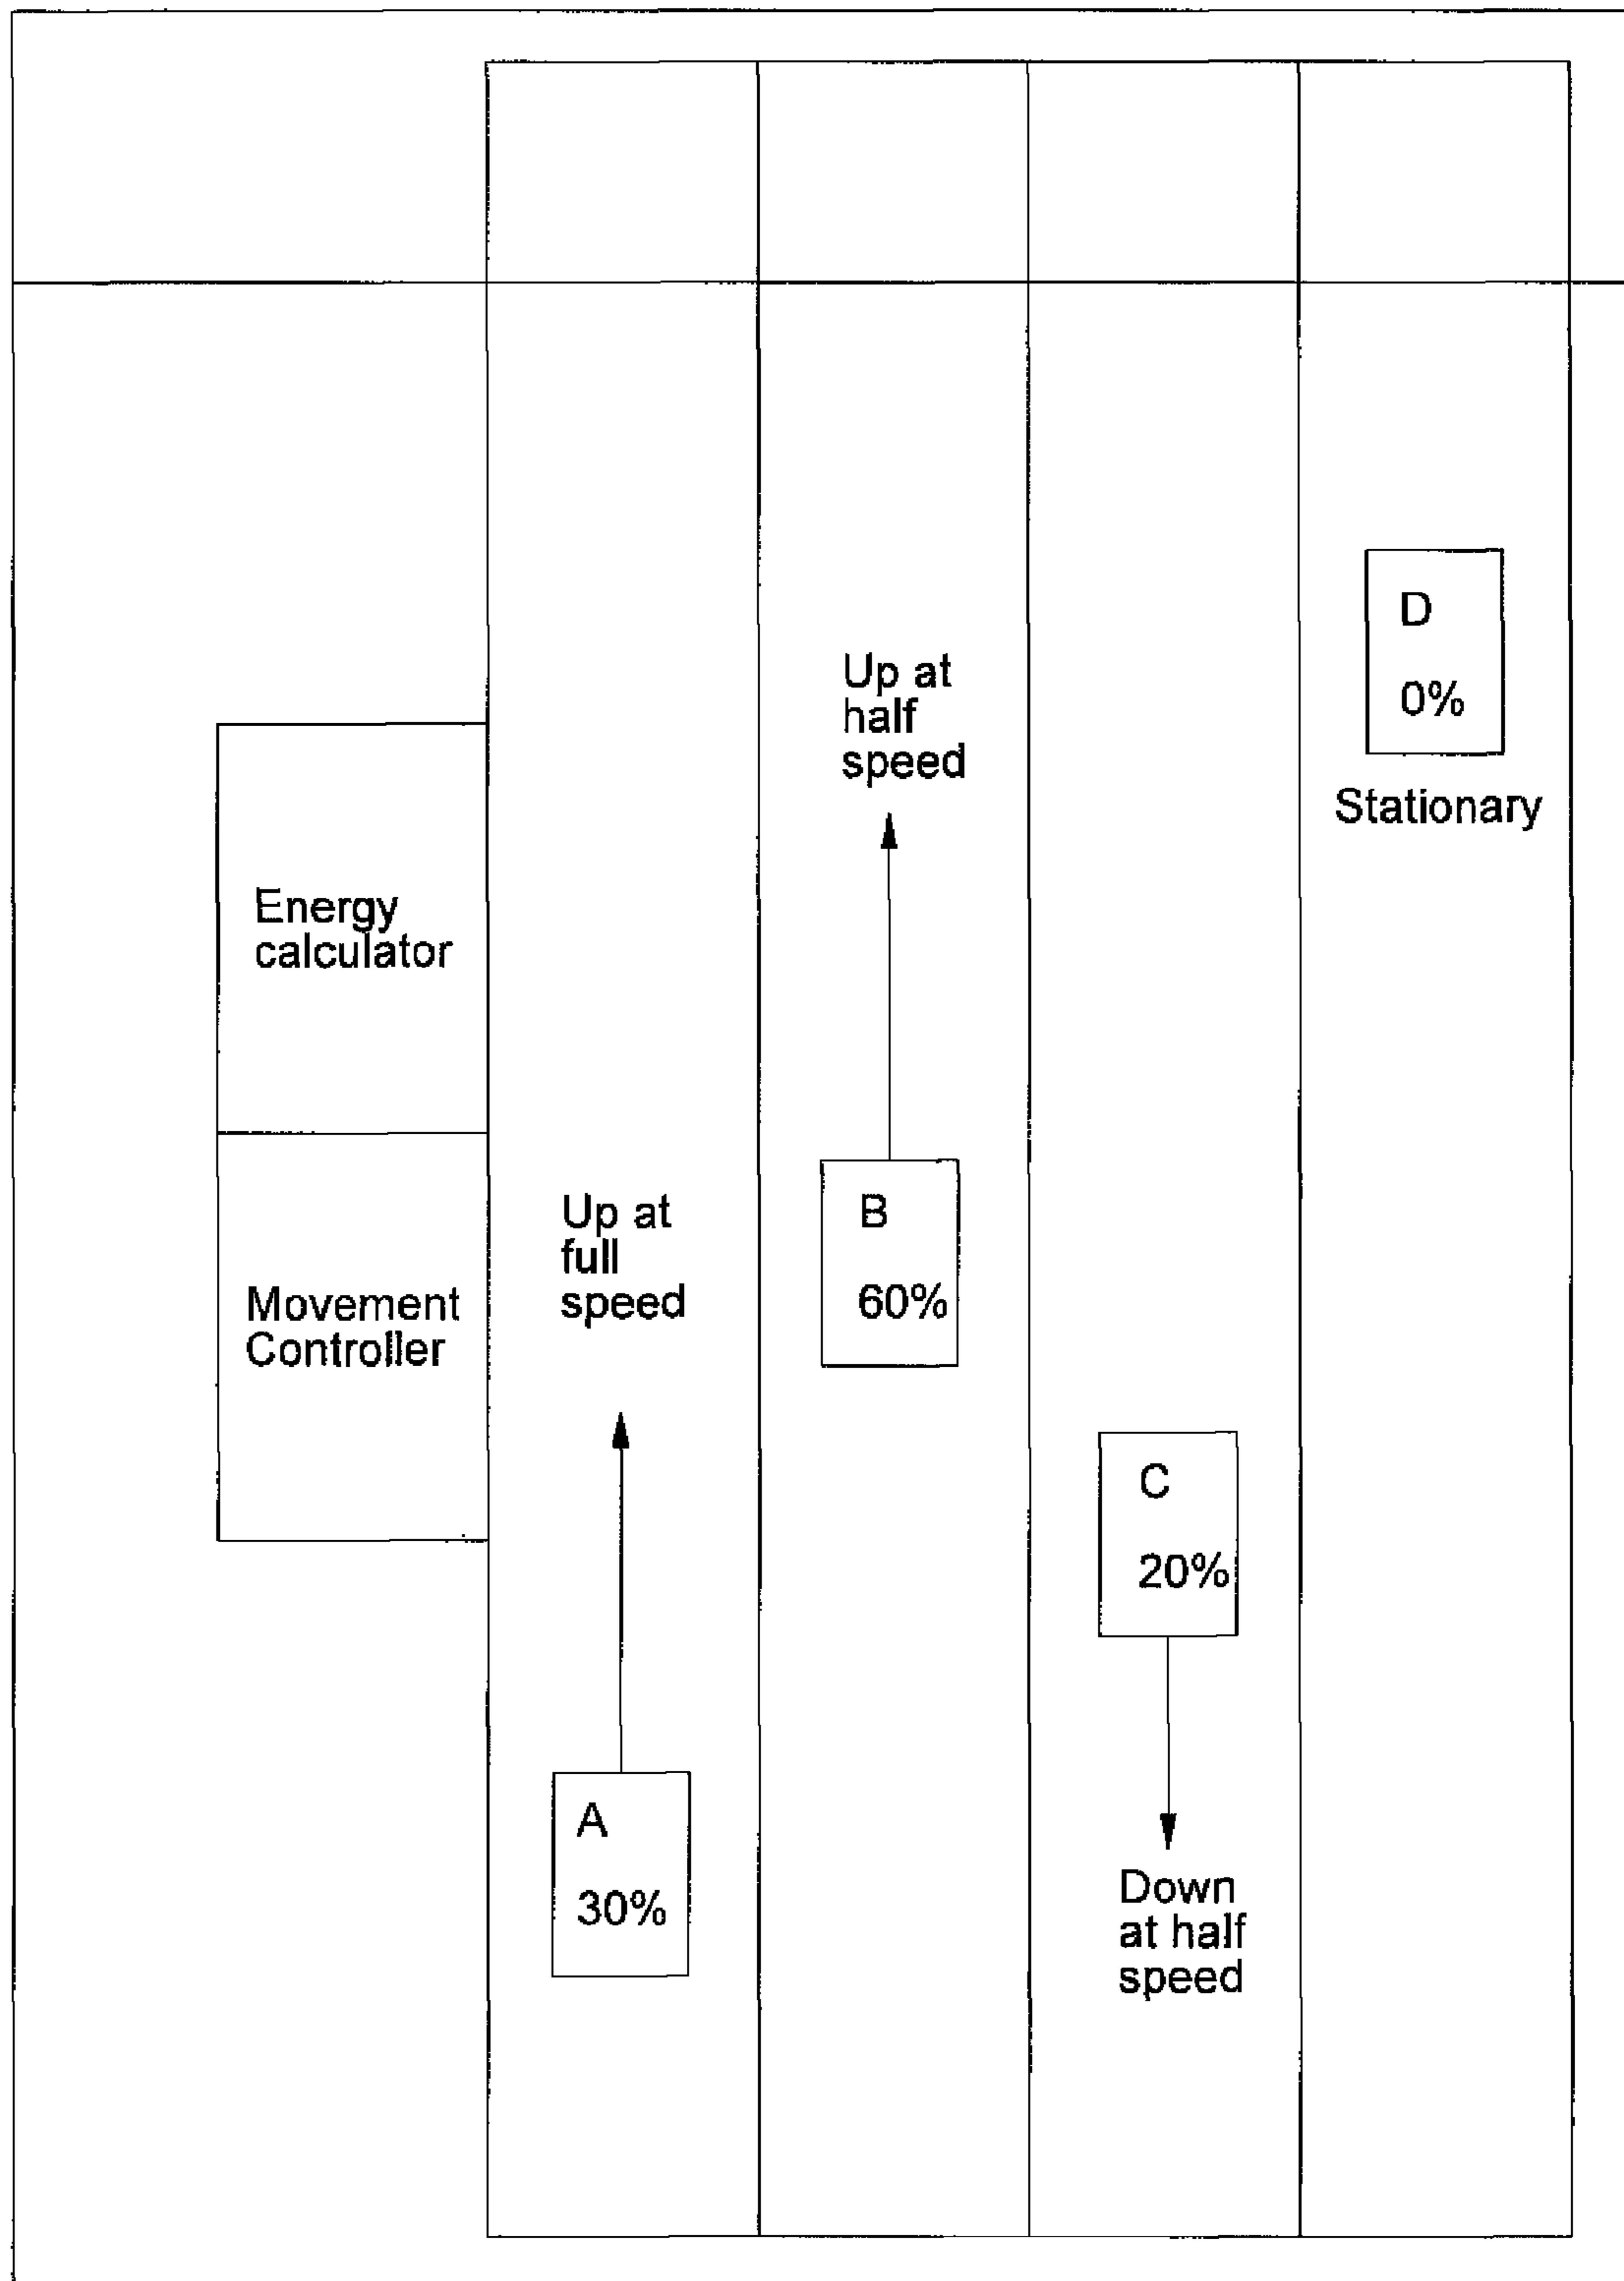 D
0%
Stationary
Up at
half
speed
Energy
calculator
B
60%
Up at
full
speed
Movement
Controller
C
20%
A
30%
Down
at half
speed